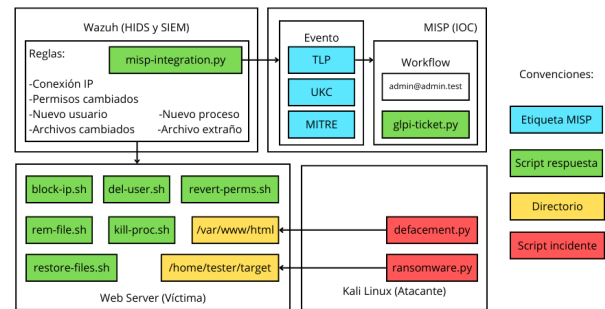 Wazuh (HIDS y SIEM)
Reglas:
misp-integration.py
-Conexión IP
-Permisos cambiados
-Nuevo usuario
-Nuevo proceso
-Archivos cambiados
-Archivo extraño
MISP (IOC)
Evento
TLP
UKC
MITRE
Workflow
admin@admin.test
glpi-ticket.py
Convenciones:
Etiqueta MISP
Script respuesta
Directorio
Script incidente
block-ip.sh
del-user.sh
revert-perms.sh
rem-file.sh
kill-proc.sh
/var/www/html
restore-files.sh
/home/tester/target
Web Server (Víctima)
defacement.py
ransomware.py
Kali Linux (Atacante)